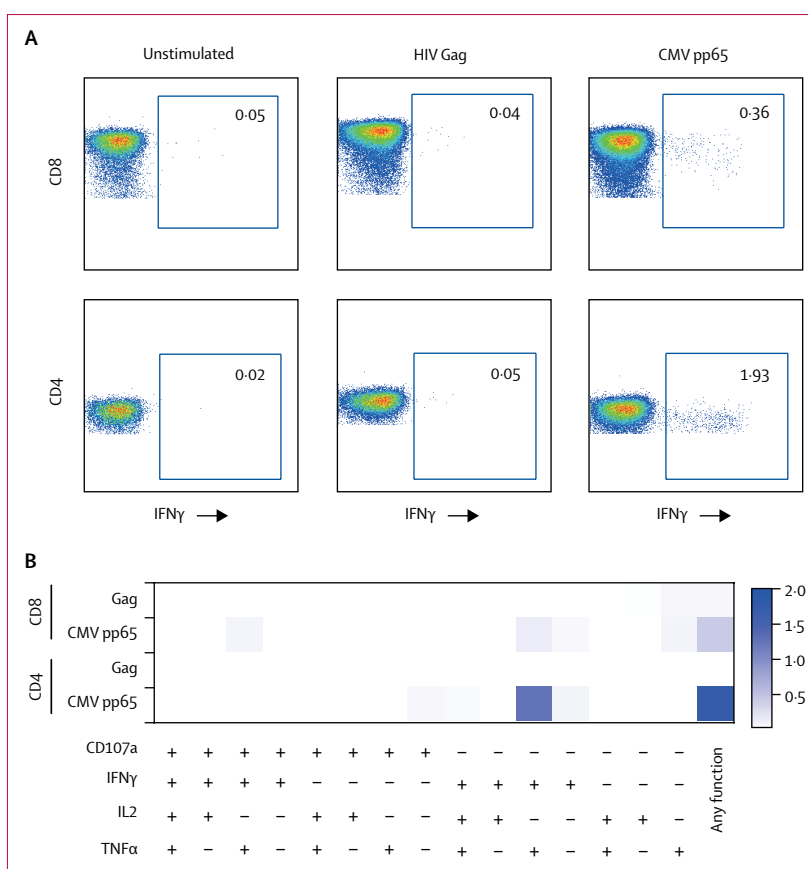 A
Unstimulated HIV Gag CMV pp65
CD8
0·05 0·04 0·36
CD4
0·02 0·05 1·93
IFNγ IFNγ IFNγ
B
CD8
Gag
CMV pp65
CD4
Gag
CMV pp65
2·0
1·5
1·0
0·5
CD107a + + + + + + + + – – – – – – –
IFNγ + + + + – – – – + + + + – – –
IL2 + + – – + + – – + + – – + + –
TNFα + – + – + – + – + – + – + – +
Any function